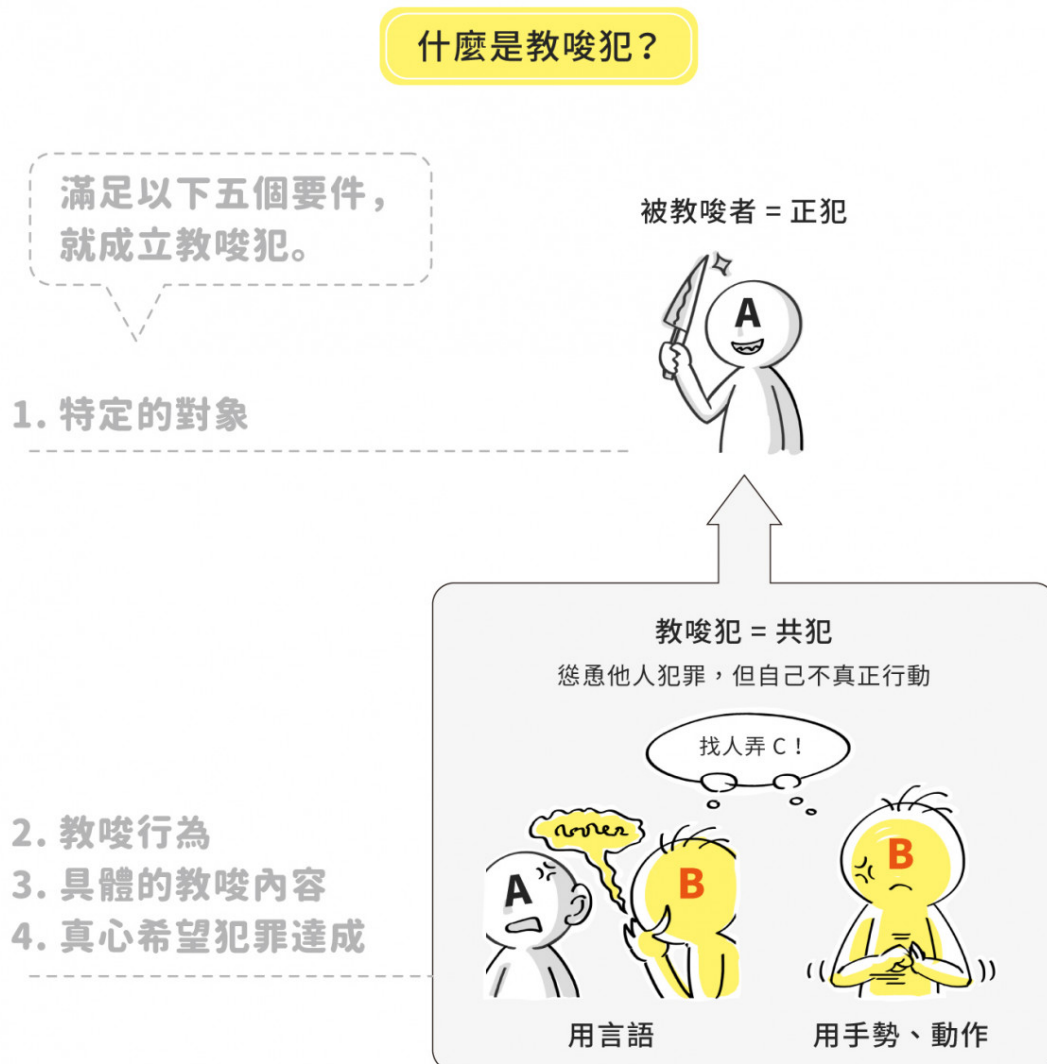 什麼是教唆犯？
滿足以下五個要件，
就成立教唆犯。
被教唆者 = 正犯
A
1. 特定的對象
教唆犯 = 共犯
慫恿他人犯罪，但自己不真正行動
找人弄 C！
2. 教唆行為
3. 具體的教唆內容
4. 真心希望犯罪達成
A
B
B
用言語
用手勢、動作